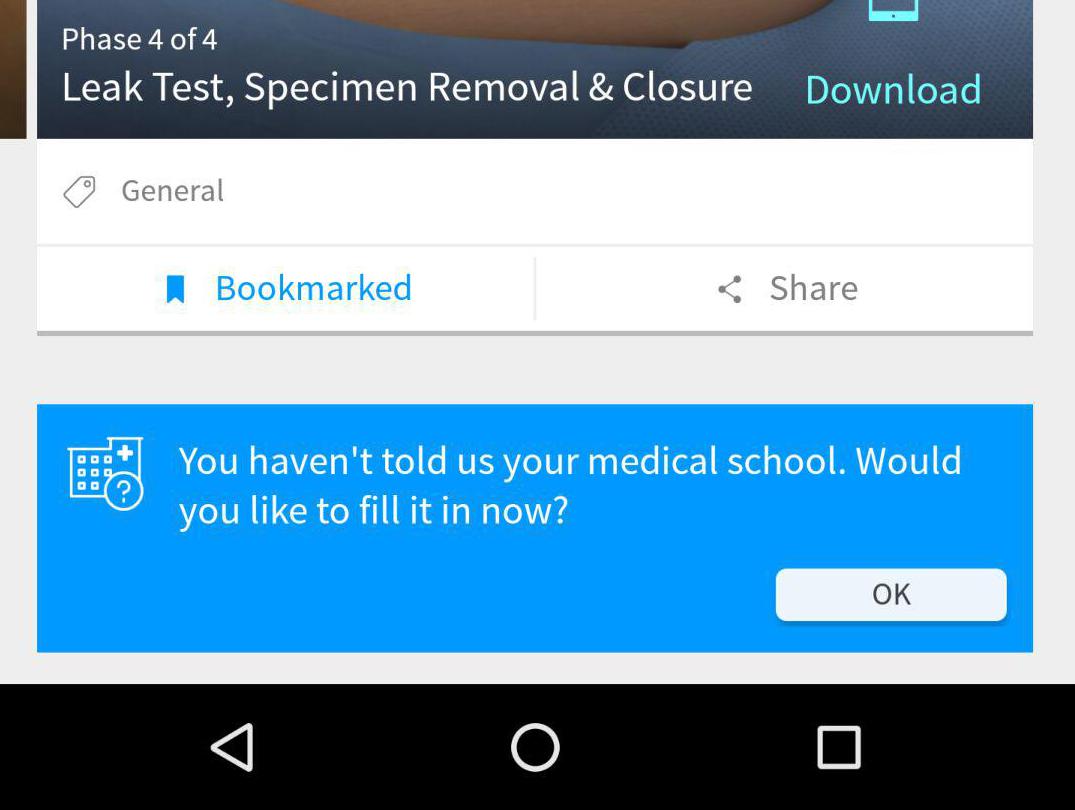 Phase 4 of 4
Leak Test, Specimen Removal & Closure
Download
General
Bookmarked
Share
You haven't told us your medical school. Would
you like to fill it in now?
?
OK